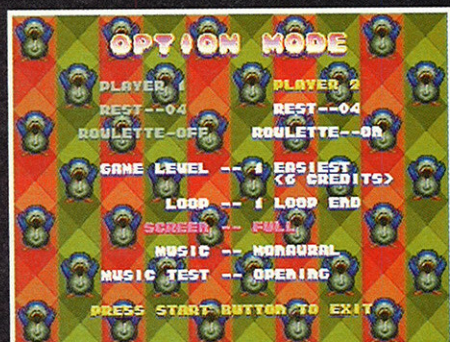 OPTION MODE
PLAYER 1 PLAYER 2
REST--04 REST--04
ROULETTE-OFF ROULETTE--ON
GAME LEVEL -- 1 EASIEST
<6 CREDITS>
LOOP -- 1 LOOP END
SCREEN -- FULL
MUSIC -- MONAURAL
MUSIC TEST -- OPENING
PRESS START BUTTON TO EXIT